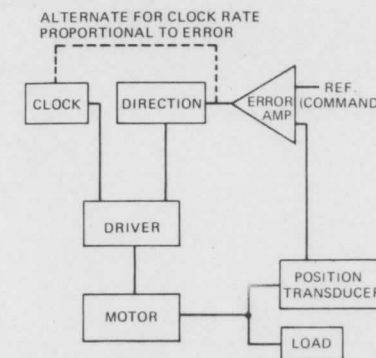 ALTERNATE FOR CLOCK RATE
PROPORTIONAL TO ERROR
CLOCK
DIRECTION
ERROR
AMP
REF.
(COMMAND
DRIVER
POSITION
TRANSDUCER
MOTOR
LOAD